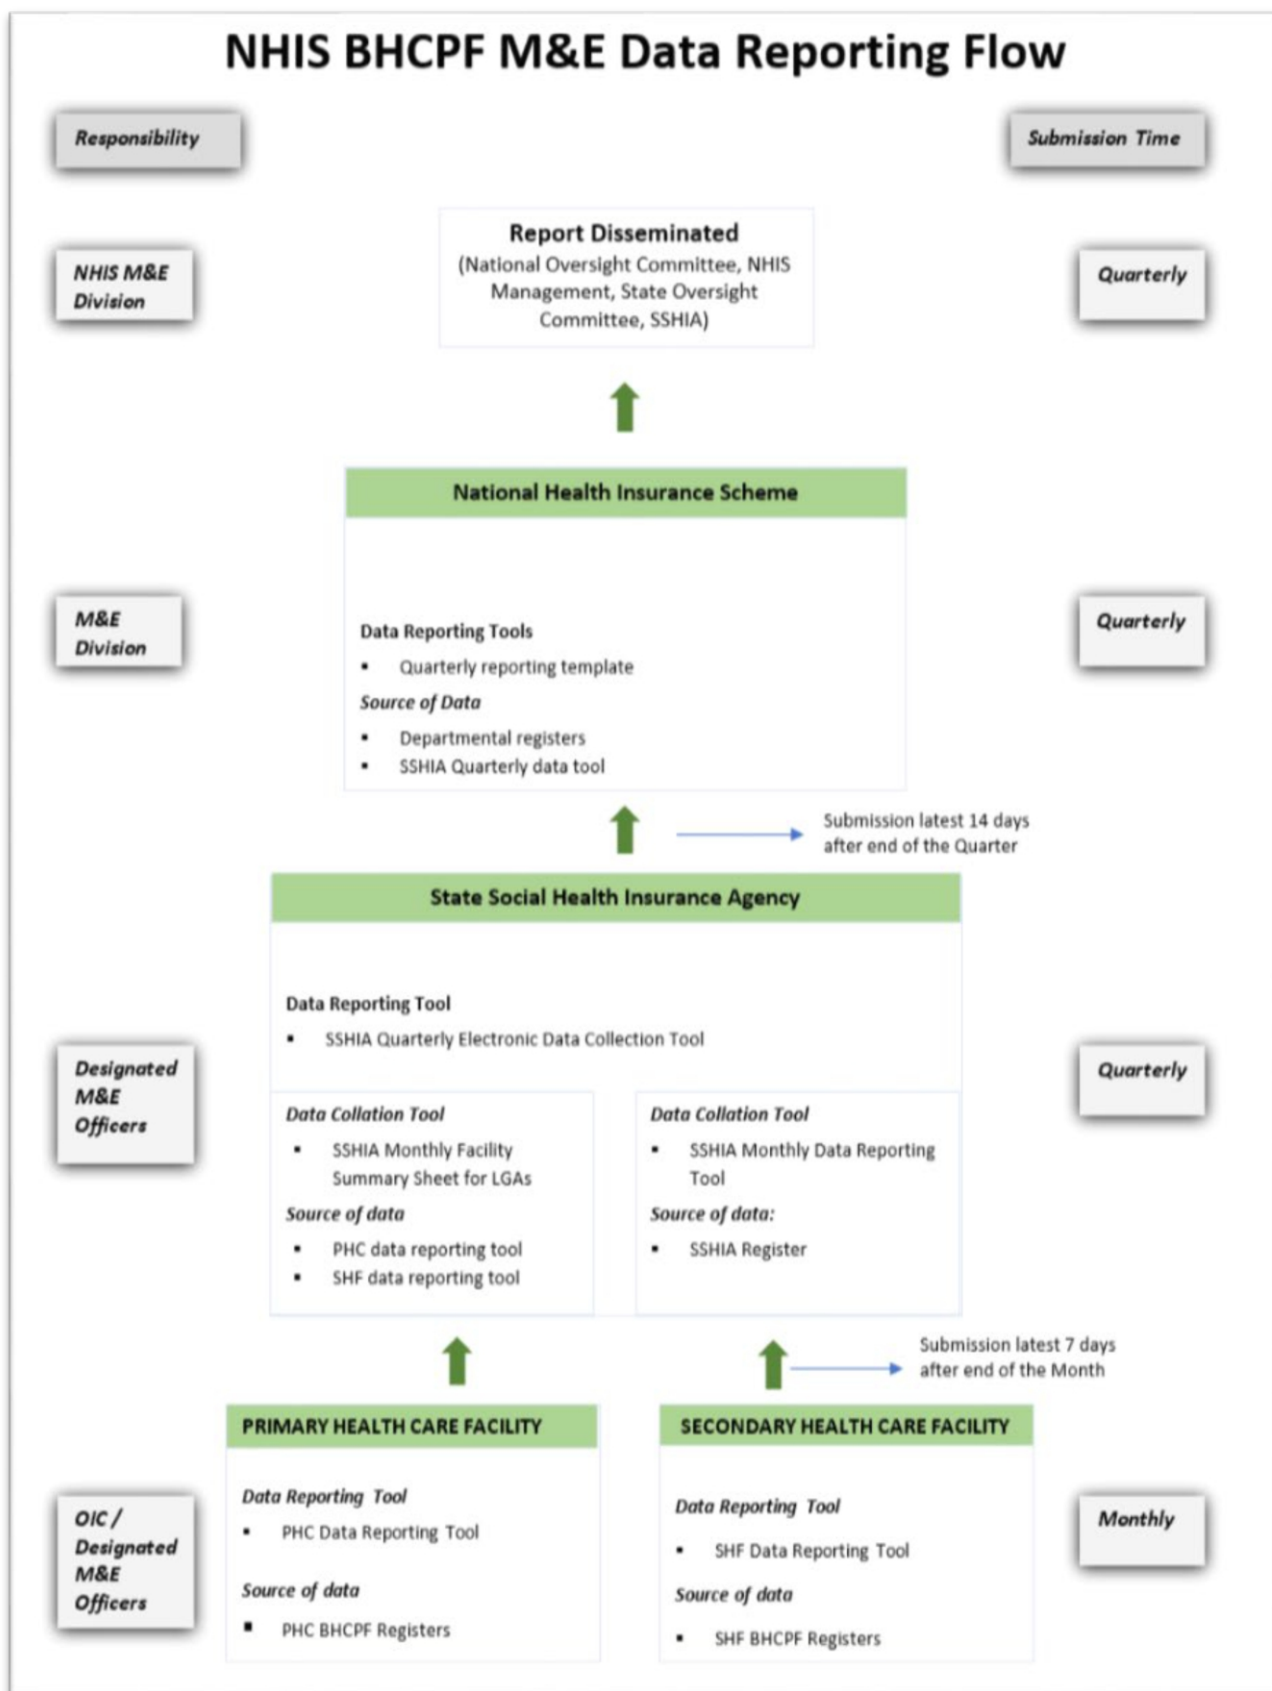 NHIS BHCPF M&E Data Reporting Flow
Responsibility
Submission Time
NHIS M&E
Division
Report Disseminated
(National Oversight Committee, NHIS
Management, State Oversight
Committee, SSHIA)
Quarterly
National Health Insurance Scheme
M&E
Division
Data Reporting Tools
▪ Quarterly reporting template
Source of Data
▪ Departmental registers
▪ SSHIA Quarterly data tool
Quarterly
Submission latest 14 days
after end of the Quarter
State Social Health Insurance Agency
Designated
M&E
Officers
Data Reporting Tool
▪ SSHIA Quarterly Electronic Data Collection Tool
Data Collation Tool
▪ SSHIA Monthly Facility
Summary Sheet for LGAs
Source of data
▪ PHC data reporting tool
▪ SHF data reporting tool
Data Collation Tool
▪ SSHIA Monthly Data Reporting
Tool
Source of data:
▪ SSHIA Register
Quarterly
Submission latest 7 days
after end of the Month
OIC /
Designated
M&E
Officers
PRIMARY HEALTH CARE FACILITY
Data Reporting Tool
▪ PHC Data Reporting Tool
Source of data
▪ PHC BHCPF Registers
SECONDARY HEALTH CARE FACILITY
Data Reporting Tool
▪ SHF Data Reporting Tool
Source of data
▪ SHF BHCPF Registers
Monthly